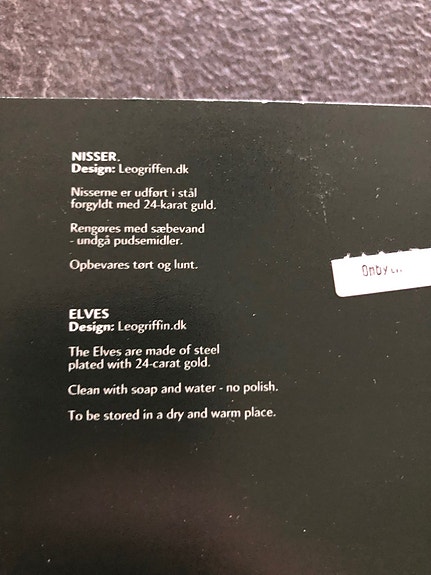 NISSER.
Design: Leogriffen.dk
Nisserne er udført i stål
forgyldt med 24-karat guld.
Rengøres med sæbevand
- undgå pudsemidler.
Opbevares tørt og lunt.
ELVES
Design: Leogriffin.dk
The Elves are made of steel
plated with 24-carat gold.
Clean with soap and water - no polish.
To be stored in a dry and warm place.